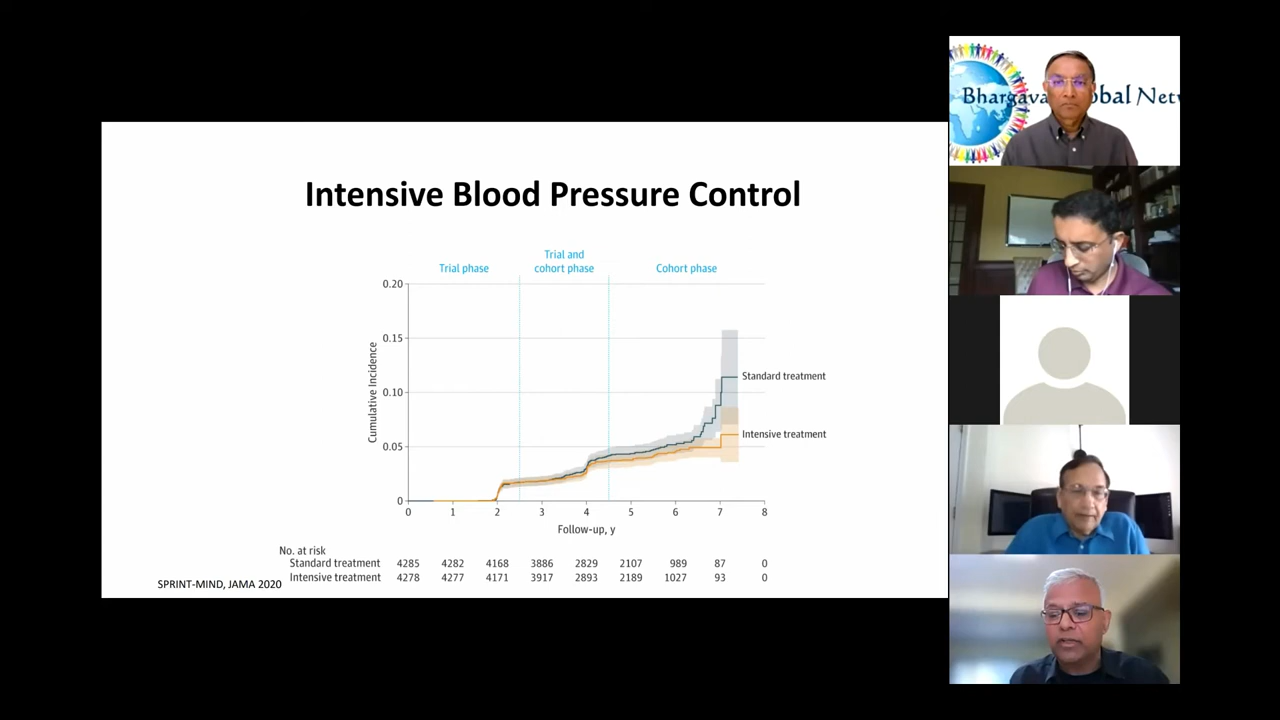 Intensive Blood Pressure Control
Trial phase
Trial and
cohort phase
Cohort phase
0.20
0.15
0.10
0.05
0
Cumulative Incidence
Standard treatment
Intensive treatment
0 1 2 3 4 5 6 7 8
Follow-up, y
No. at risk
Standard treatment 4285 4282 4168 3886 2829 2107 989 87 0
Intensive treatment 4278 4277 4171 3917 2893 2189 1027 93 0
SPRINT-MIND, JAMA 2020
Bhargava obal Net